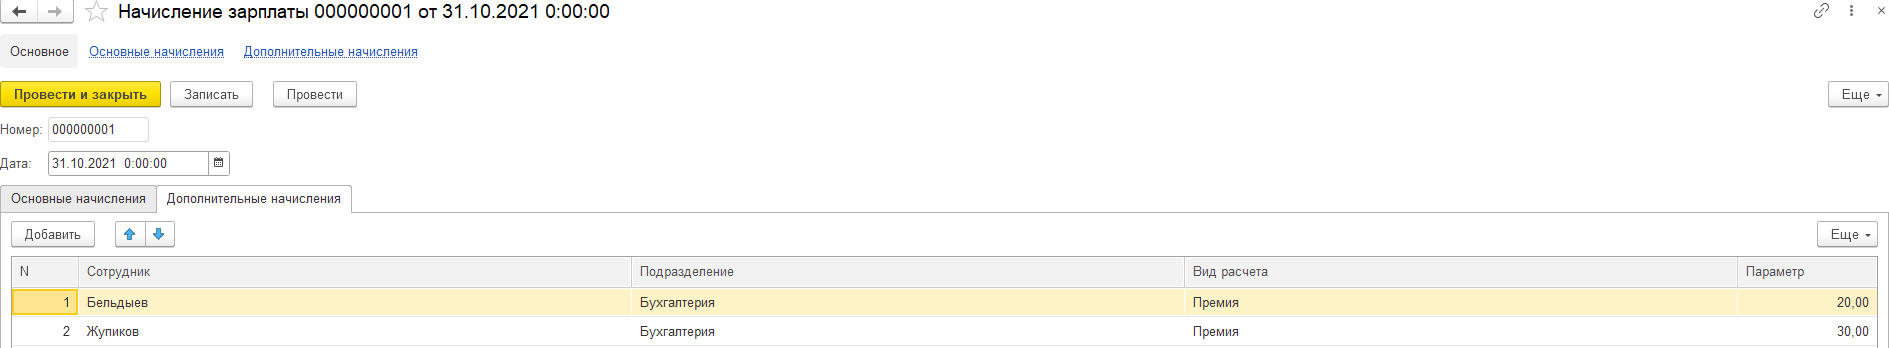 Начисление зарплаты 000000001 от 31.10.2021 0:00:00
Основное Основные начисления Дополнительные начисления
Провести и закрыть Записать Провести Еще
Номер: 000000001
Дата: 31.10.2021 0:00:00
Основные начисления Дополнительные начисления
Добавить Еще
N Сотрудник Подразделение Вид расчета Параметр
1 Бельдыев Бухгалтерия Премия 20,00
2 Жупиков Бухгалтерия Премия 30,00